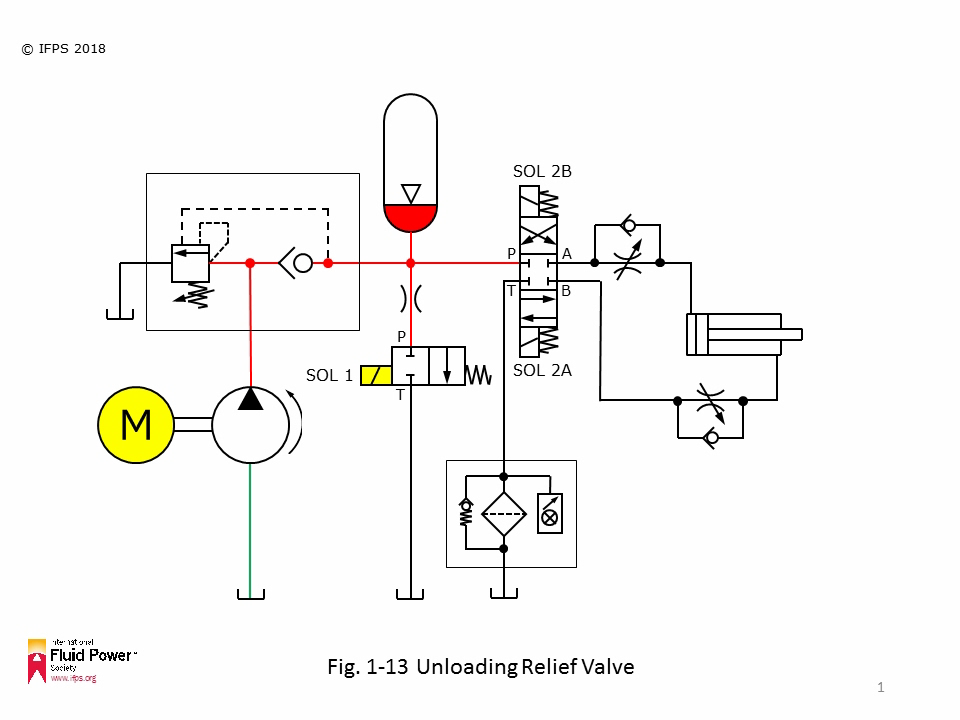 © IFPS 2018
SOL 2B
P
A
T
B
P
SOL 1
SOL 2A
T
M
International
Fluid Power
Society
www.ifps.org
Fig. 1-13 Unloading Relief Valve
1